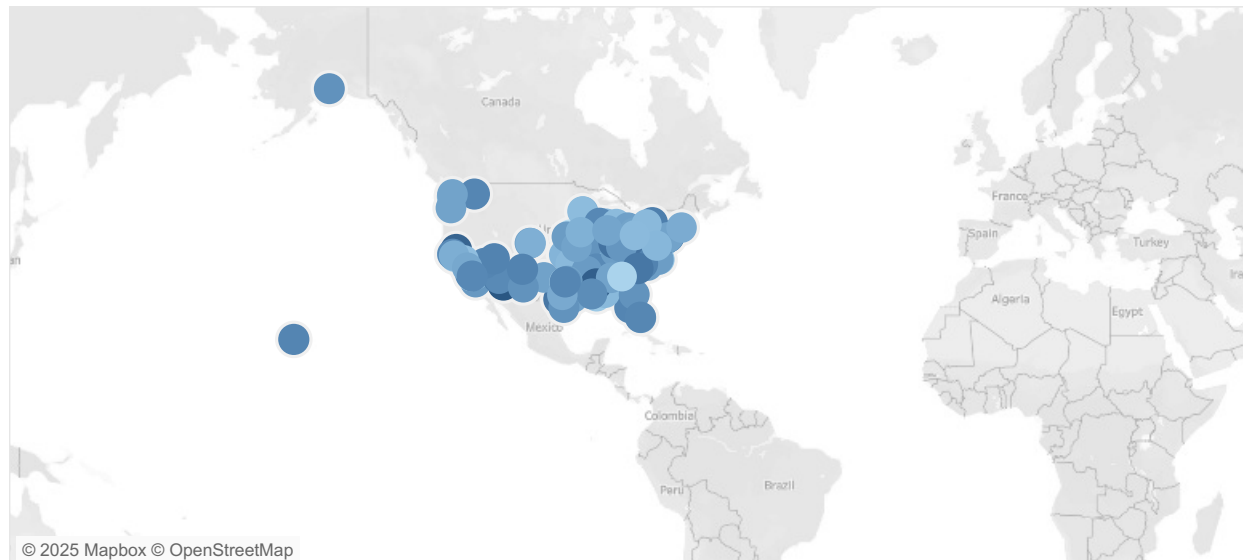 Canada
France
Spain
Turkey
Algeria
Egypt
Mexico
Colombia
Peru
Brazil
© 2025 Mapbox © OpenStreetMap